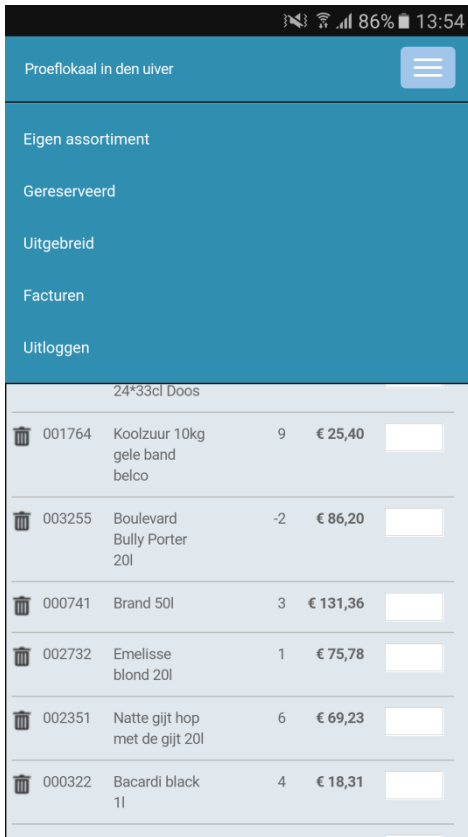 86% 13:54
Proeflokaal in den uiver
Eigen assortiment
Gereserveerd
Uitgebreid
Facturen
Uitloggen
24*33cl Doos
001764 Koolzuur 10kg 9 € 25,40
gele band
belco
003255 Boulevard -2 € 86,20
Bully Porter
20l
000741 Brand 50l 3 € 131,36
002732 Emelisse 1 € 75,78
blond 20l
002351 Natte gijt hop 6 € 69,23
met de gijt 20l
000322 Bacardi black 4 € 18,31
1l